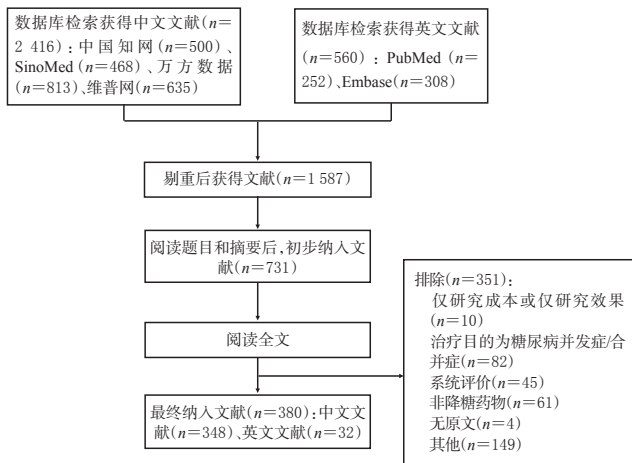 数据库检索获得中文文献(n=
2 416)：中国知网(n=500)、
SinoMed(n=468)、万方数据
(n=813)、维普网(n=635)
数据库检索获得英文文献
(n=560)：PubMed (n=
252)、Embase(n=308)
剔重后获得文献(n=1 587)
阅读题目和摘要后，初步纳入文
献(n=731)
阅读全文
排除(n=351)：
仅研究成本或仅研究效果
(n=10)
治疗目的为糖尿病并发症/合
并症(n=82)
系统评价(n=45)
非降糖药物(n=61)
无原文(n=4)
其他(n=149)
最终纳入文献(n=380)：中文文
献(n=348)、英文文献(n=32)